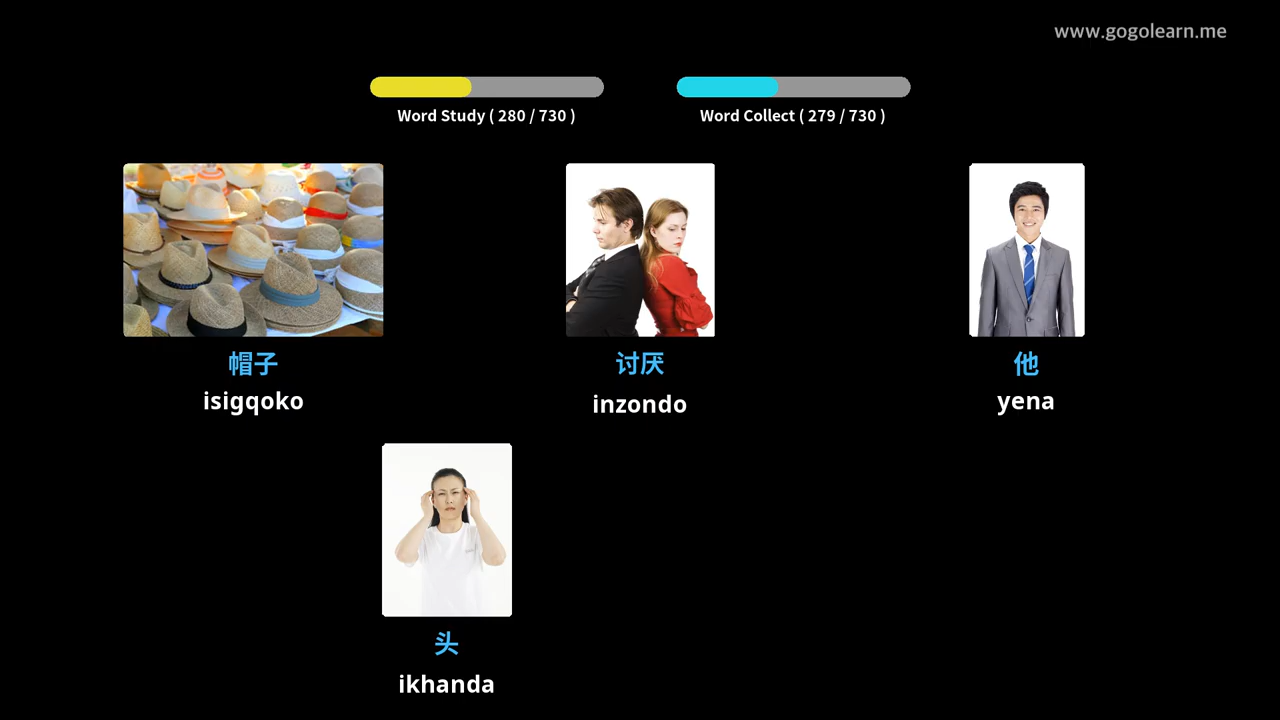 www.gogolearn.me
Word Study ( 280 / 730 )
Word Collect ( 279 / 730 )
帽子
isigqoko
讨厌
inzondo
他
yena
头
ikhanda